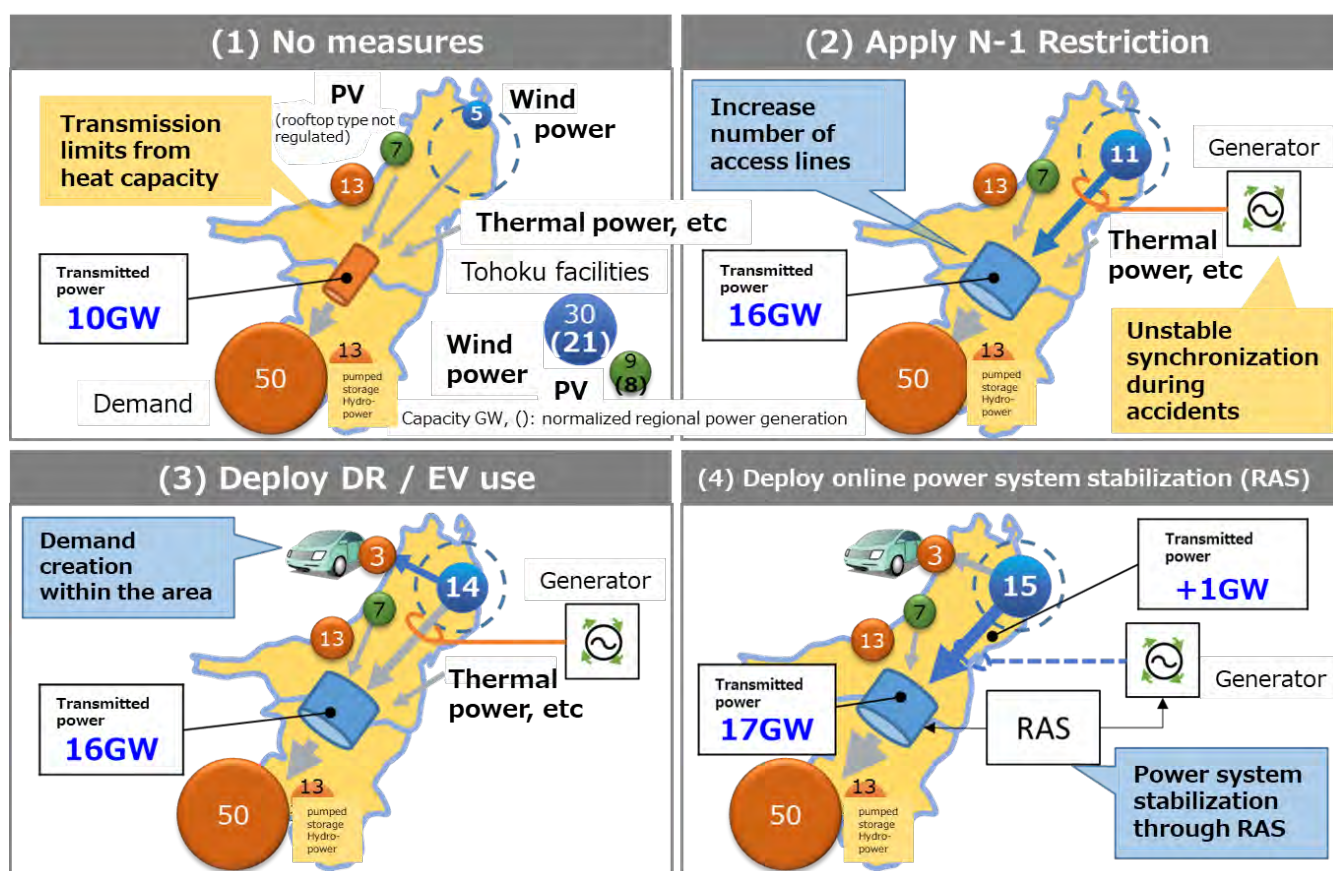 (1) No measures
PV
(rooftop type not
regulated)
Wind
power
5
Transmission
limits from
heat capacity
7
13
Thermal power, etc
Transmitted
power
10GW
Tohoku facilities
30
(21)
Wind
power
9
(8)
PV
50
13
pumped
storage
Hydro-
power
Demand
Capacity GW, (): normalized regional power generation
(2) Apply N-1 Restriction
Increase
number of
access lines
11
Generator
13
7
Thermal
power, etc
Transmitted
power
16GW
Unstable
synchronization
during
accidents
50
13
pumped
storage
Hydro-
power
(3) Deploy DR / EV use
Demand
creation
within the area
3
14
Generator
7
13
Thermal
power, etc
Transmitted
power
16GW
50
13
pumped
storage
Hydro-
power
(4) Deploy online power system stabilization (RAS)
3
15
Transmitted
power
+1GW
7
13
Generator
Transmitted
power
17GW
RAS
50
13
pumped
storage
Hydro-
power
Power system
stabilization
through RAS